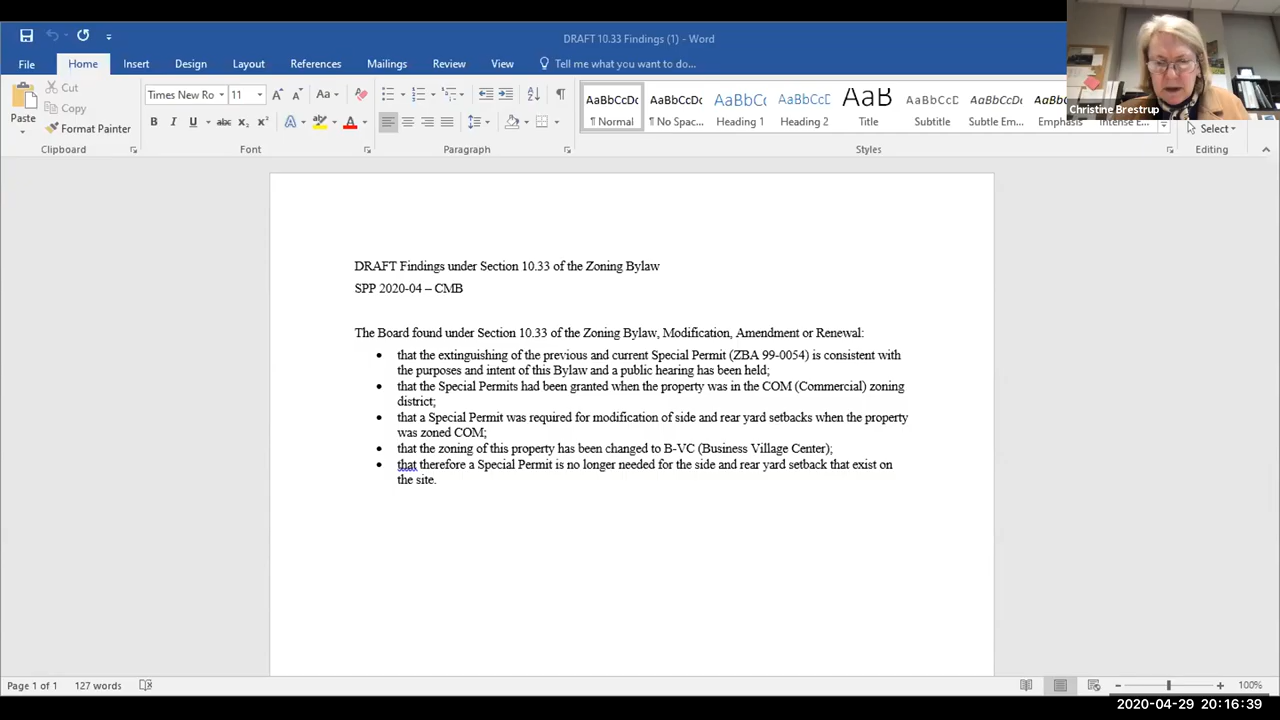 DRAFT 10.33 Findings (1) - Word
Christine Brestrup
File Home Insert Design Layout References Mailings Review View Tell me what you want to do...
Paste
Cut
Copy
Format Painter
Clipboard
Times New Ro 11
Font
Paragraph
AaBbCcDc AaBbCcDc AaBbCc AaBbCcC AaB AaBbCcD AaBbCcDc
¶ Normal ¶ No Spac... Heading 1 Heading 2 Title Subtitle Subtle Em... Emphasis Intense E...
Styles
Select
Editing
DRAFT Findings under Section 10.33 of the Zoning Bylaw
SPP 2020-04 – CMB
The Board found under Section 10.33 of the Zoning Bylaw, Modification, Amendment or Renewal:
• that the extinguishing of the previous and current Special Permit (ZBA 99-0054) is consistent with
the purposes and intent of this Bylaw and a public hearing has been held;
• that the Special Permits had been granted when the property was in the COM (Commercial) zoning
district;
• that a Special Permit was required for modification of side and rear yard setbacks when the property
was zoned COM;
• that the zoning of this property has been changed to B-VC (Business Village Center);
• that therefore a Special Permit is no longer needed for the side and rear yard setback that exist on
the site.
Page 1 of 1 127 words
100%
2020-04-29 20:16:39